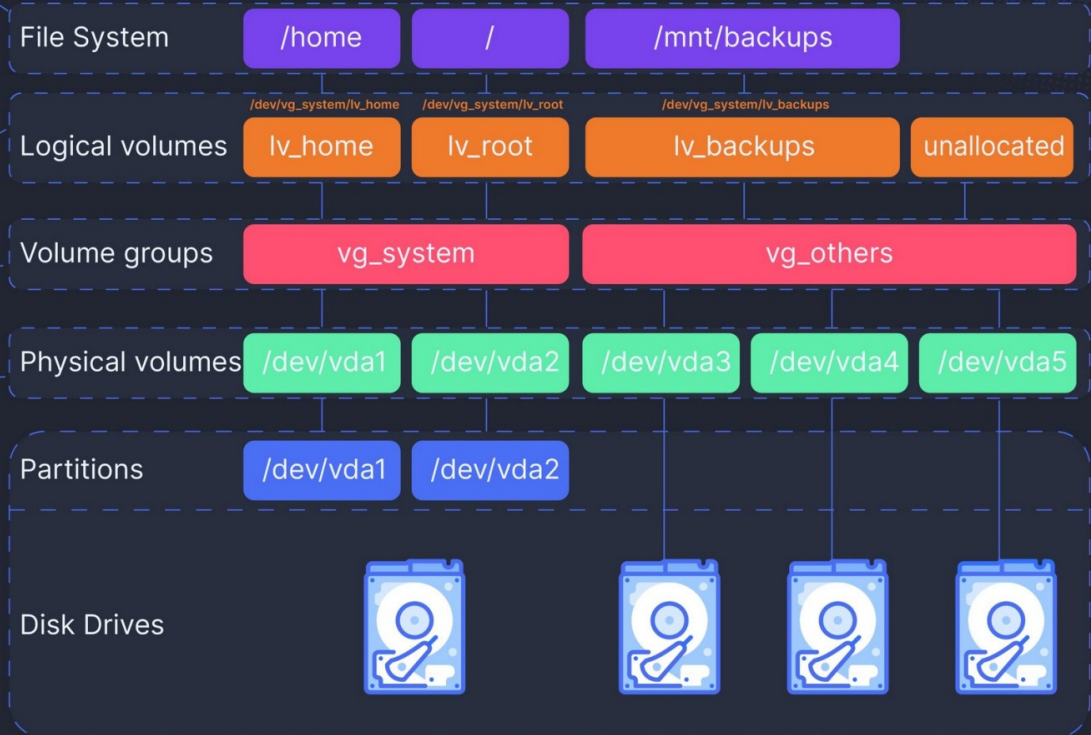 File System /home / /mnt/backups
/dev/vg_system/lv_home /dev/vg_system/lv_root /dev/vg_system/lv_backups
Logical volumes lv_home lv_root lv_backups unallocated
Volume groups vg_system vg_others
Physical volumes /dev/vda1 /dev/vda2 /dev/vda3 /dev/vda4 /dev/vda5
Partitions /dev/vda1 /dev/vda2
Disk Drives